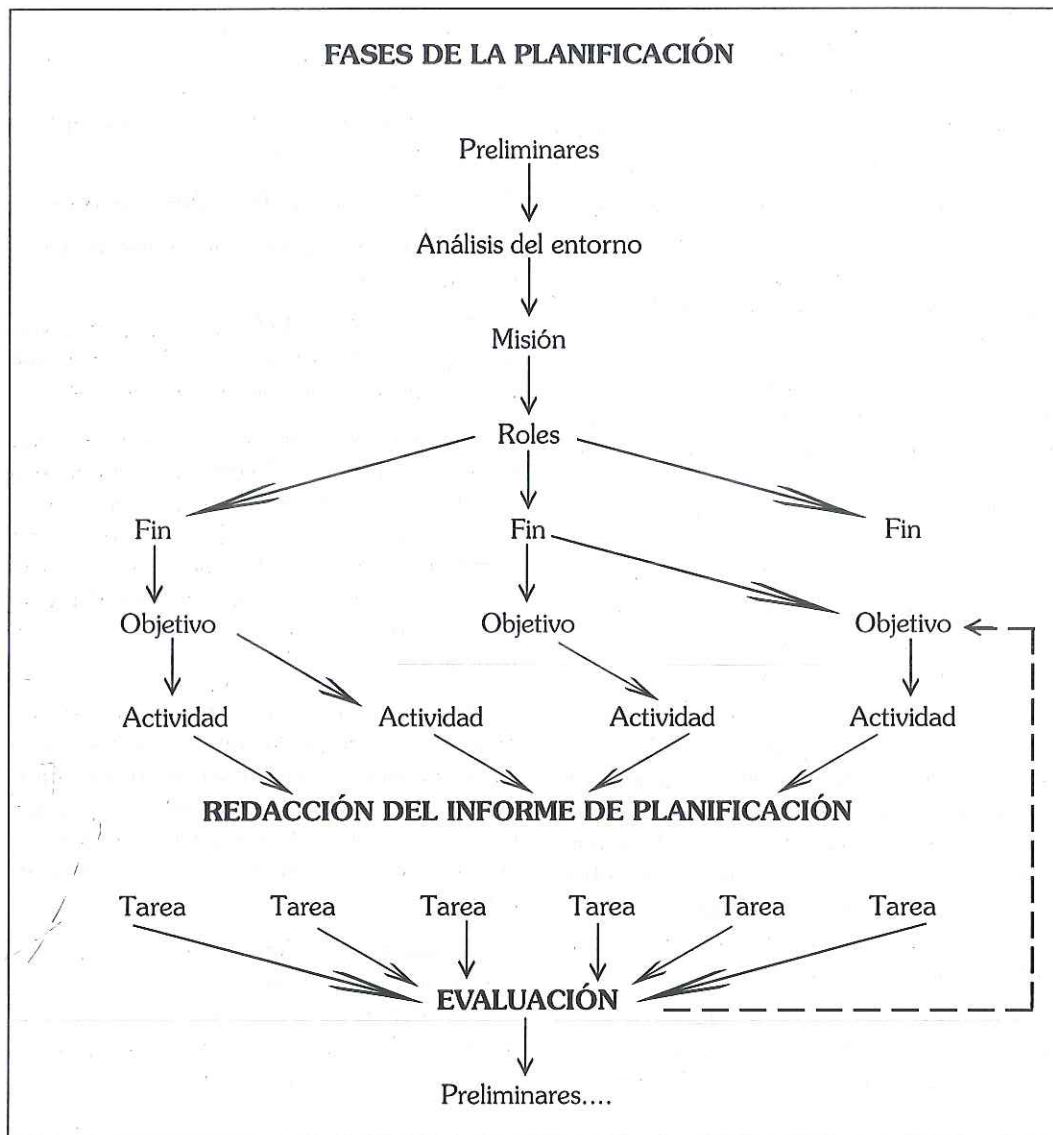 FASES DE LA PLANIFICACIÓN
Preliminares
Análisis del entorno
Misión
Roles
Fin Fin Fin
Objetivo Objetivo Objetivo
Actividad Actividad Actividad Actividad
REDACCIÓN DEL INFORME DE PLANIFICACIÓN
Tarea Tarea Tarea Tarea Tarea Tarea
EVALUACIÓN
Preliminares....